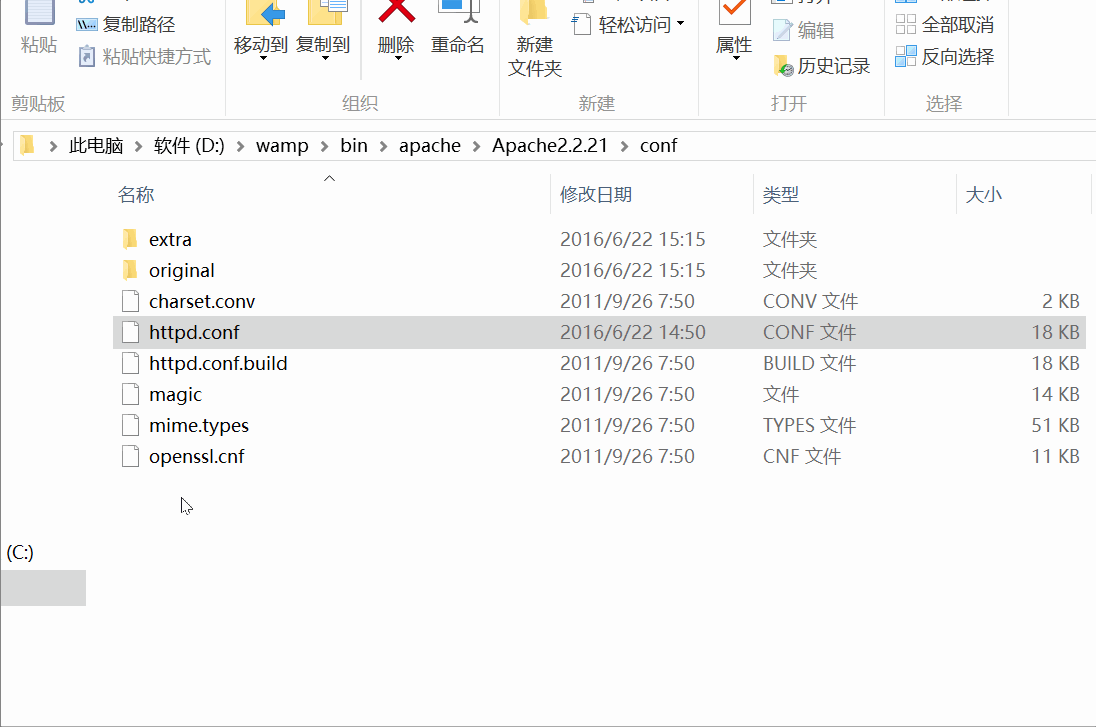 粘贴
复制路径
粘贴快捷方式
剪贴板
移动到
复制到
删除
重命名
组织
新建
文件夹
轻松访问
新建
属性
编辑
历史记录
打开
全部取消
反向选择
选择
此电脑 软件 (D:) wamp bin apache Apache2.2.21 conf
名称 修改日期 类型 大小
extra 2016/6/22 15:15 文件夹
original 2016/6/22 15:15 文件夹
charset.conv 2011/9/26 7:50 CONV 文件 2 KB
httpd.conf 2016/6/22 14:50 CONF 文件 18 KB
httpd.conf.build 2011/9/26 7:50 BUILD 文件 18 KB
magic 2011/9/26 7:50 文件 14 KB
mime.types 2011/9/26 7:50 TYPES 文件 51 KB
openssl.cnf 2011/9/26 7:50 CNF 文件 11 KB
(C:)